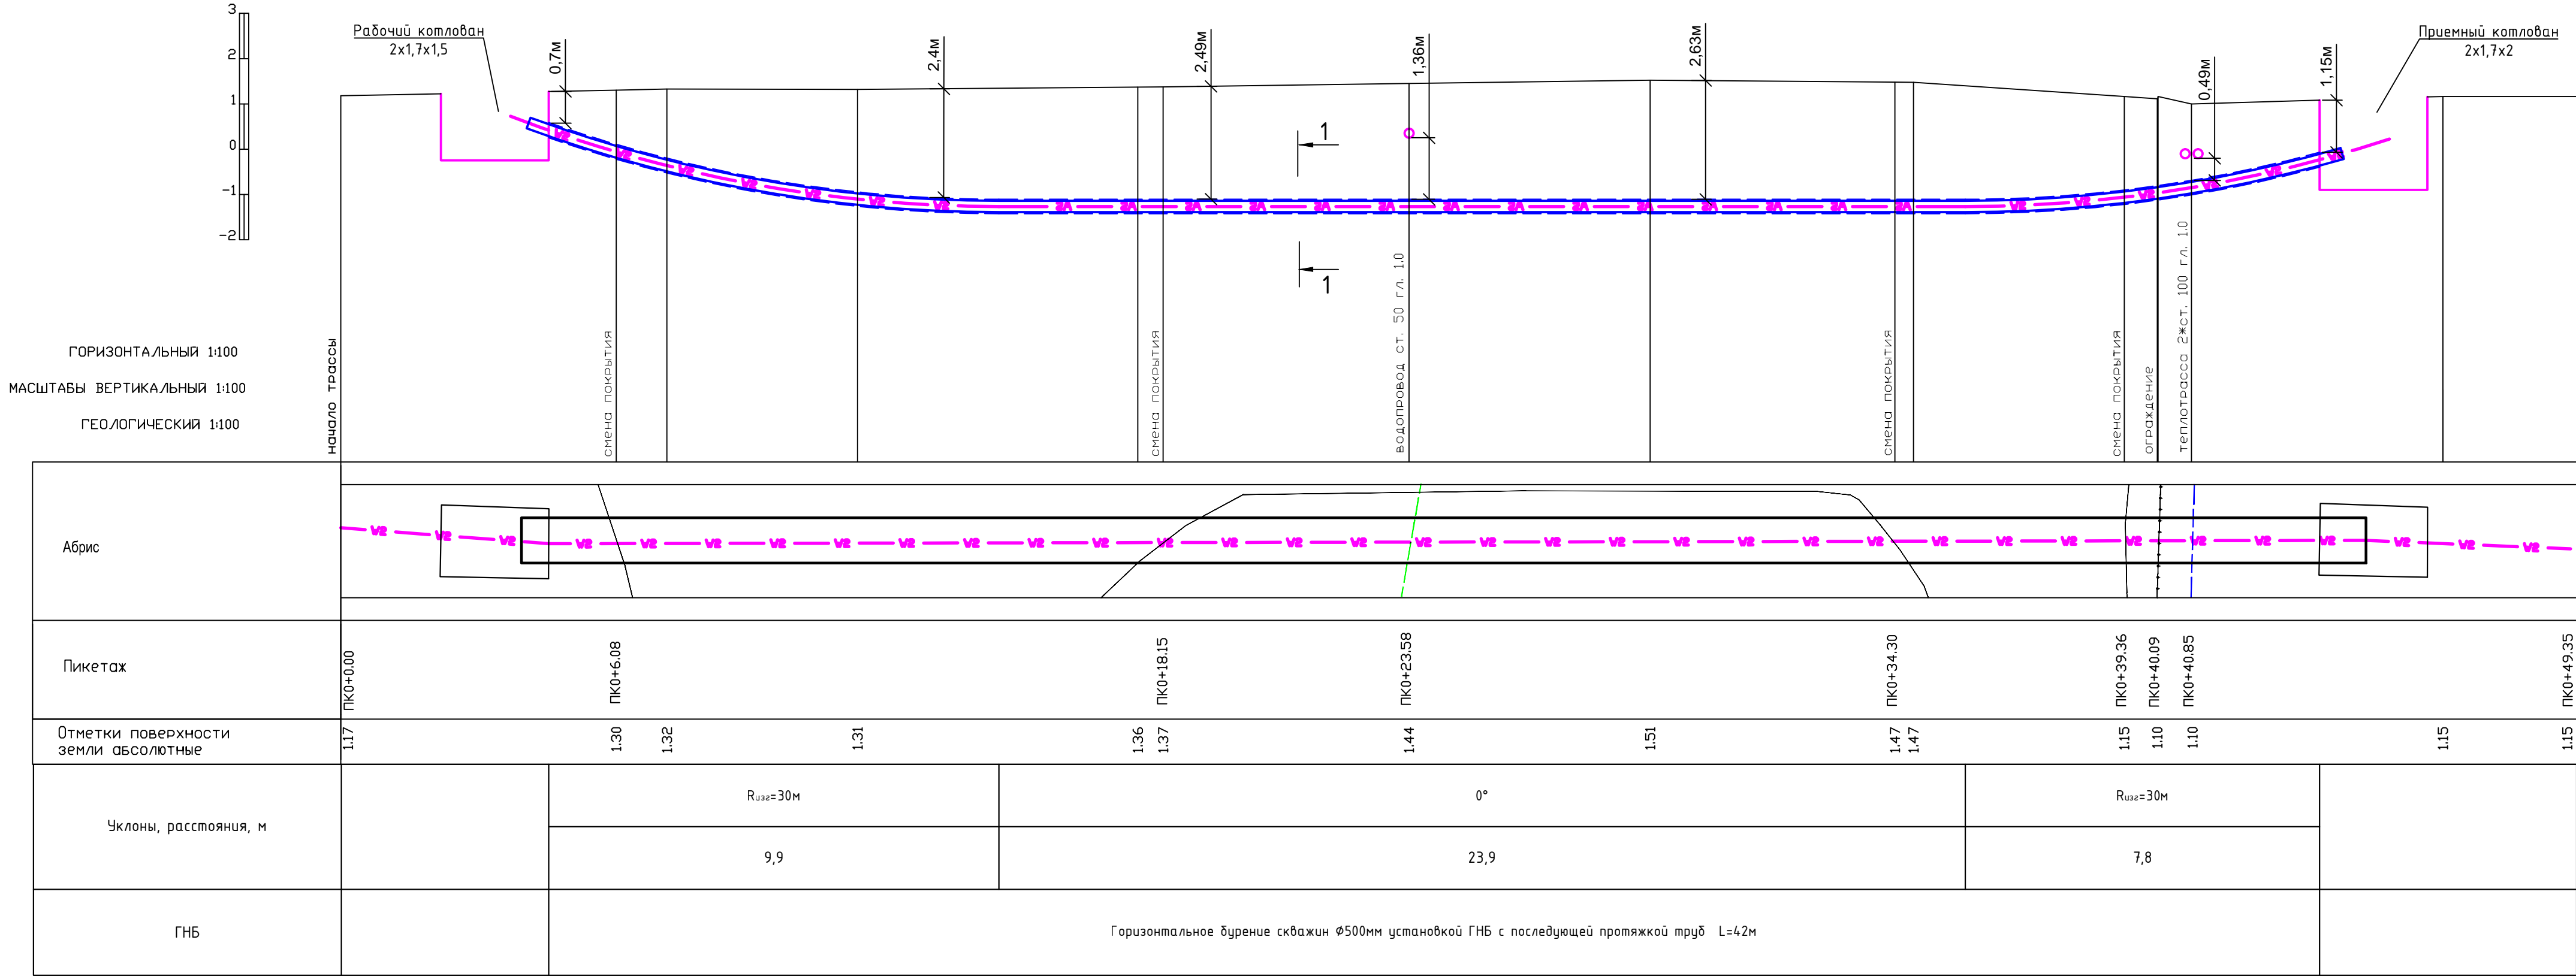 3
2
1
0
-1
-2
Рабочий котлован
2х1,7х1,5
0,7м
2,4м
2,49м
1,36м
2,63м
0,49м
1,15м
Приемный котлован
2х1,7х2
1
1
ГОРИЗОНТАЛЬНЫЙ 1:100
МАСШТАБЫ ВЕРТИКАЛЬНЫЙ 1:100
ГЕОЛОГИЧЕСКИЙ 1:100
начало трассы
смена покрытия
смена покрытия
водопровод ст. 50 гл. 1.0
смена покрытия
смена покрытия
ограждение
теплотрасса 2жст. 100 гл. 1.0
Абрис
Пикетаж
ПК0+0.00
ПК0+6.08
ПК0+18.15
ПК0+23.58
ПК0+34.30
ПК0+39.36
ПК0+40.09
ПК0+40.85
ПК0+49.35
Отметки поверхности
земли абсолютные
1.17
1.30
1.32
1.31
1.36
1.37
1.44
1.51
1.47
1.47
1.15
1.10
1.10
1.15
1.15
Уклоны, расстояния, м
Rизг=30м
0°
Rизг=30м
9,9
23,9
7,8
ГНБ
Горизонтальное бурение скважин Ф500мм установкой ГНБ с последующей протяжкой труб L=42м